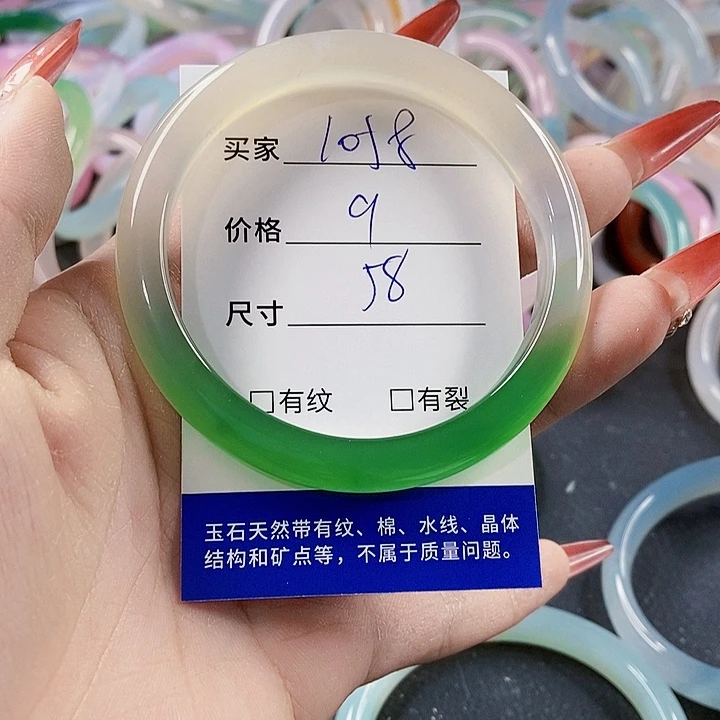 买家 1018
价格 9
尺寸 58
□有纹 □有裂
玉石天然带有纹、棉、水线、晶体
结构和矿点等，不属于质量问题。